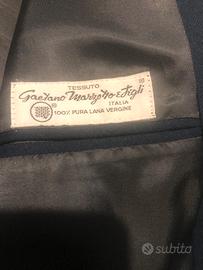 TESSUTO
Gaetano Marzotto & Figli
ITALIA
100% PURA LANA VERGINE
subito